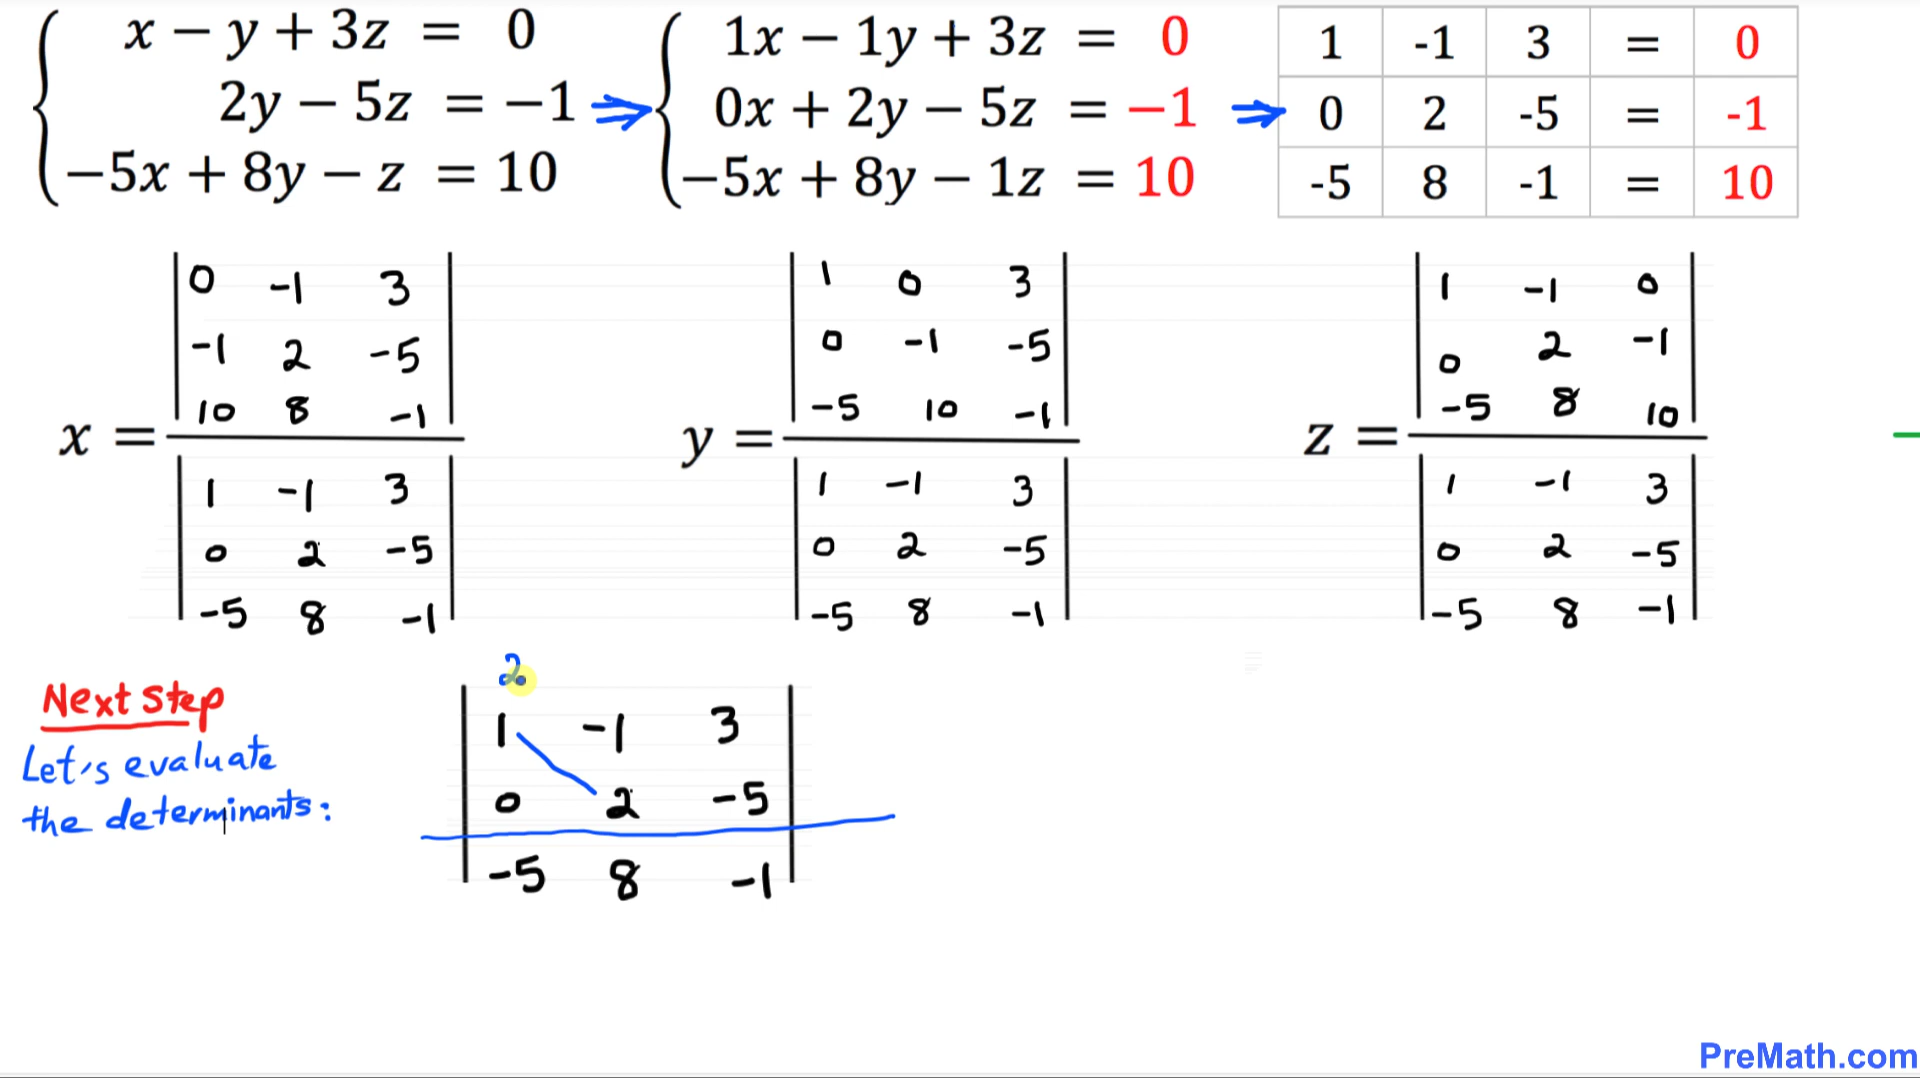 x − y + 3z = 0
2y − 5z = −1
−5x + 8y − z = 10
1x − 1y + 3z = 0
0x + 2y − 5z = −1
−5x + 8y − 1z = 10
1 -1 3 = 0
0 2 -5 = -1
-5 8 -1 = 10
x =
0 -1 3
-1 2 -5
10 8 -1
1 -1 3
0 2 -5
-5 8 -1
y =
1 0 3
0 -1 -5
-5 10 -1
1 -1 3
0 2 -5
-5 8 -1
z =
1 -1 0
0 2 -1
-5 8 10
1 -1 3
0 2 -5
-5 8 -1
Next Step
Let's evaluate
the determinants:
2
1 -1 3
0 2 -5
-5 8 -1
PreMath.com